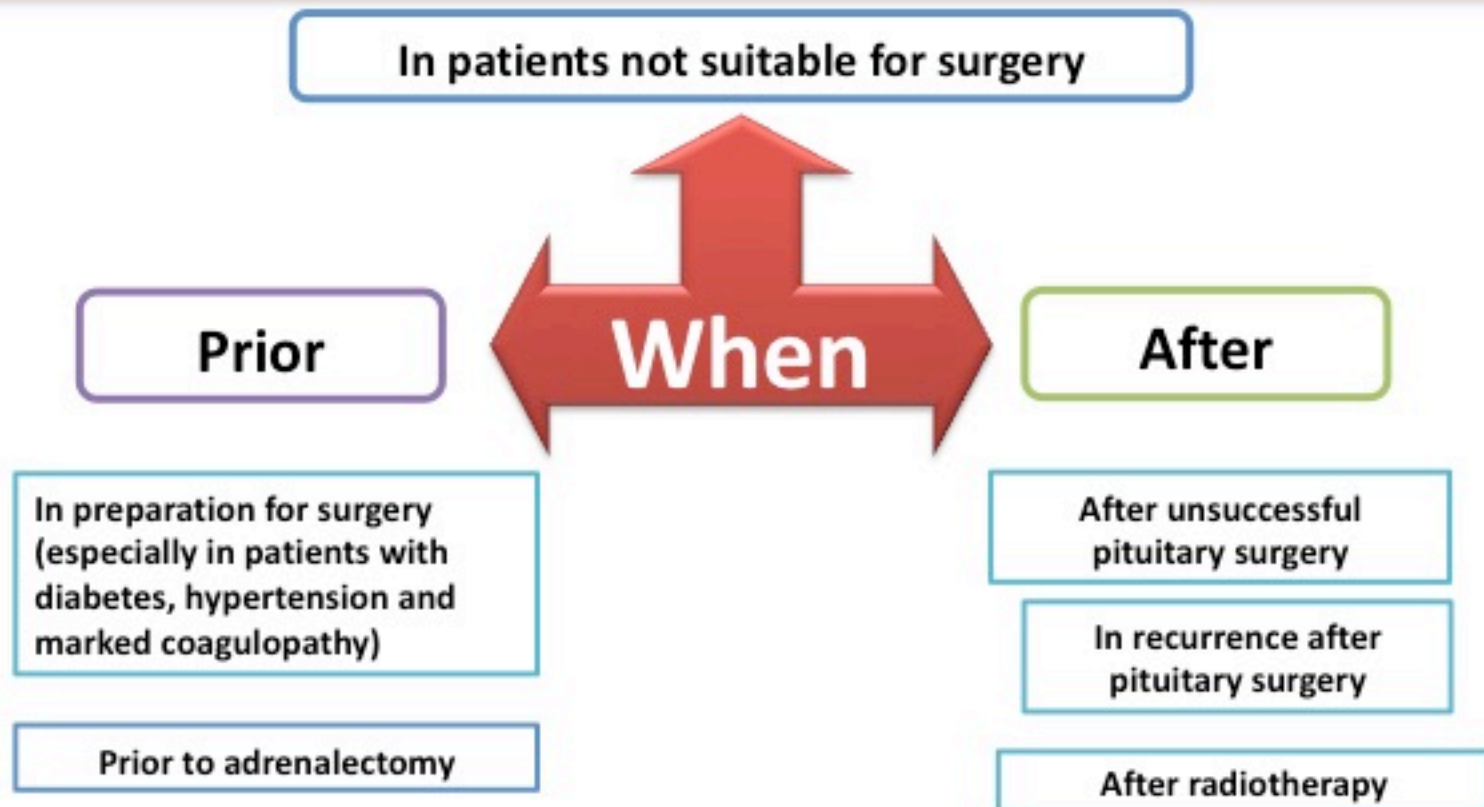 In patients not suitable for surgery
When
Prior
In preparation for surgery
(especially in patients with
diabetes, hypertension and
marked coagulopathy)
Prior to adrenalectomy
After
After unsuccessful
pituitary surgery
In recurrence after
pituitary surgery
After radiotherapy